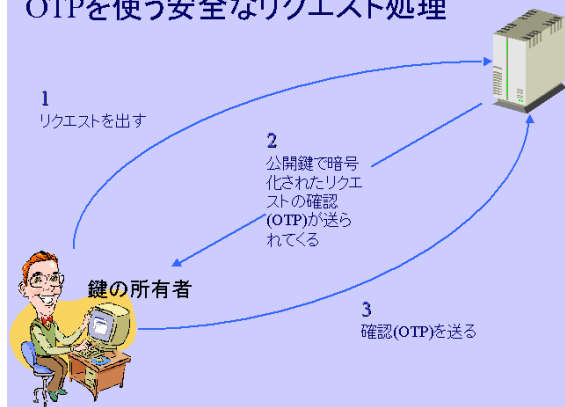 OTPを使う安全なリクエスト処理
1
リクエストを出す
2
公開鍵で暗号
化されたリクエ
ストの確認
(OTP)が送ら
れてくる
鍵の所有者
3
確認(OTP)を送る